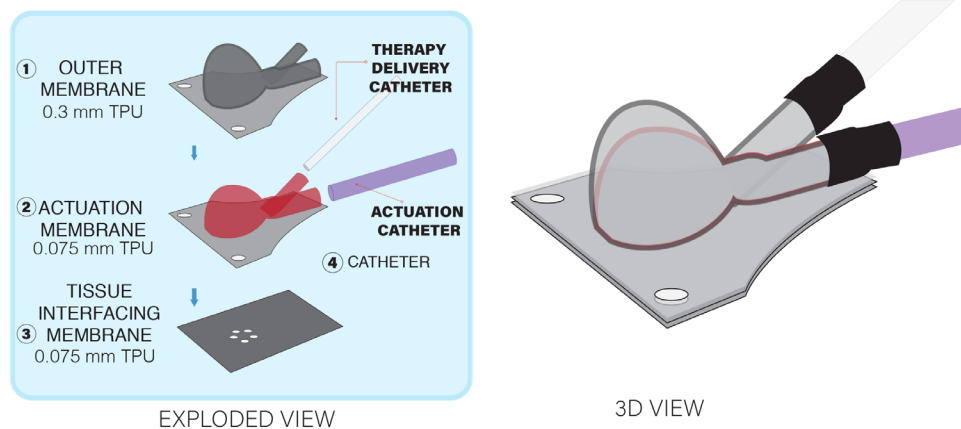 1 OUTER
MEMBRANE
0.3 mm TPU
THERAPY
DELIVERY
CATHETER
2 ACTUATION
MEMBRANE
0.075 mm TPU
ACTUATION
CATHETER
4 CATHETER
TISSUE
INTERFACING
3 MEMBRANE
0.075 mm TPU
EXPLODED VIEW
3D VIEW